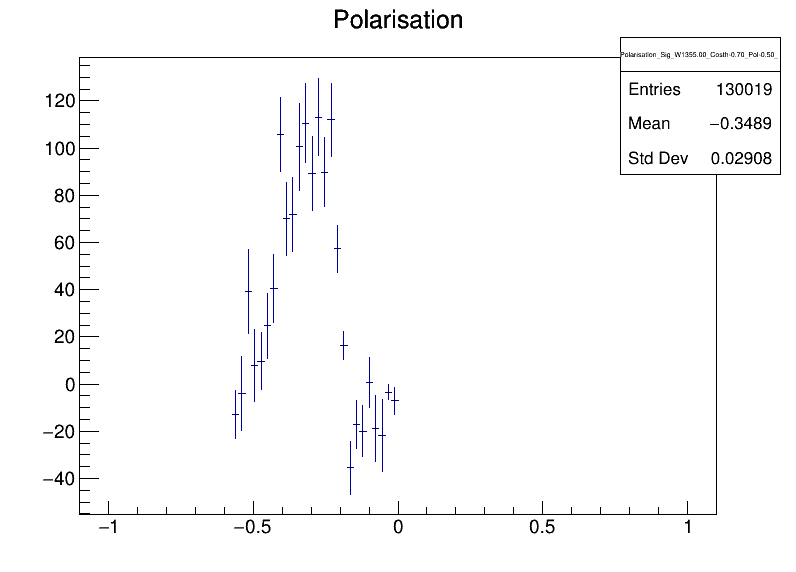 Polarisation
Polarisation_Sig_W1355.00_Costh-0.70_Pol-0.50_
Entries 130019
Mean −0.3489
Std Dev 0.02908
120
100
80
60
40
20
0
−20
−40
−1 −0.5 0 0.5 1